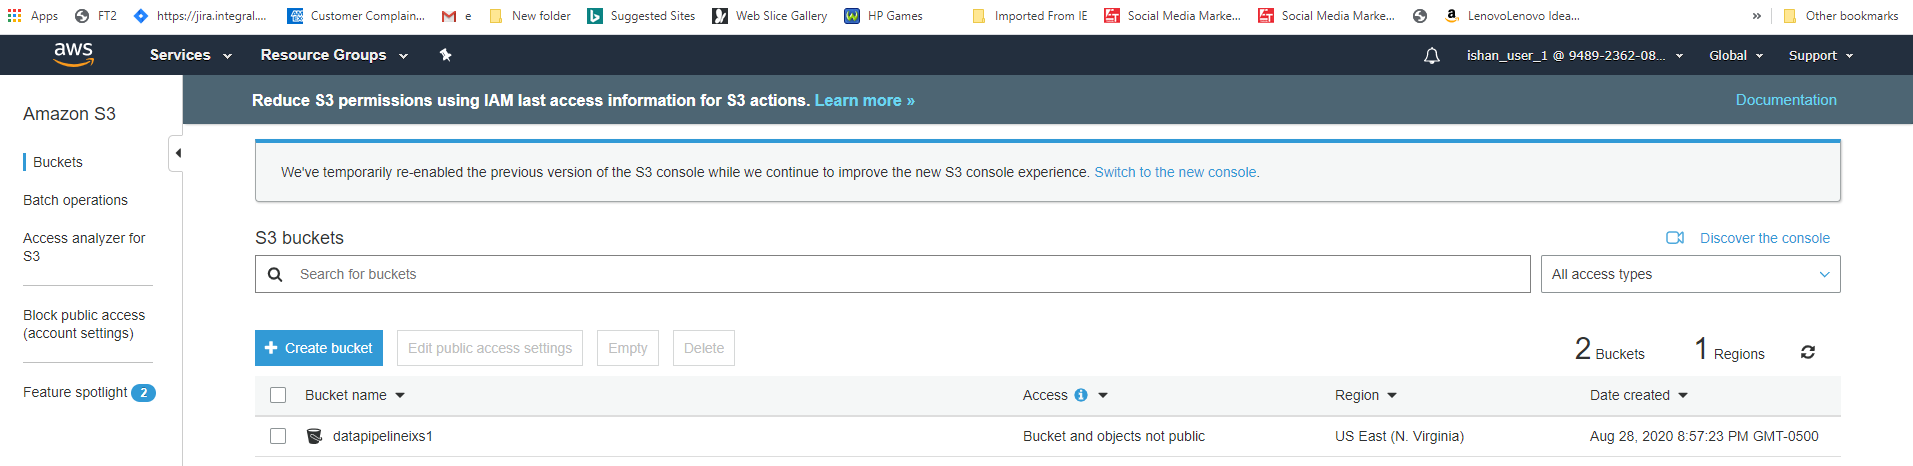 Apps FT2 https://jira.integral.... Customer Complain... e New folder Suggested Sites Web Slice Gallery HP Games Imported From IE Social Media Marke... Social Media Marke... LenovoLenovo Idea... » Other bookmarks
aws Services Resource Groups ishan_user_1 @ 9489-2362-08... Global Support
Reduce S3 permissions using IAM last access information for S3 actions. Learn more » Documentation
Amazon S3
Buckets
Batch operations
Access analyzer for
S3
Block public access
(account settings)
Feature spotlight 2
We've temporarily re-enabled the previous version of the S3 console while we continue to improve the new S3 console experience. Switch to the new console.
S3 buckets Discover the console
Search for buckets All access types
Create bucket Edit public access settings Empty Delete 2 Buckets 1 Regions
Bucket name Access Region Date created
datapipelineixs1 Bucket and objects not public US East (N. Virginia) Aug 28, 2020 8:57:23 PM GMT-0500